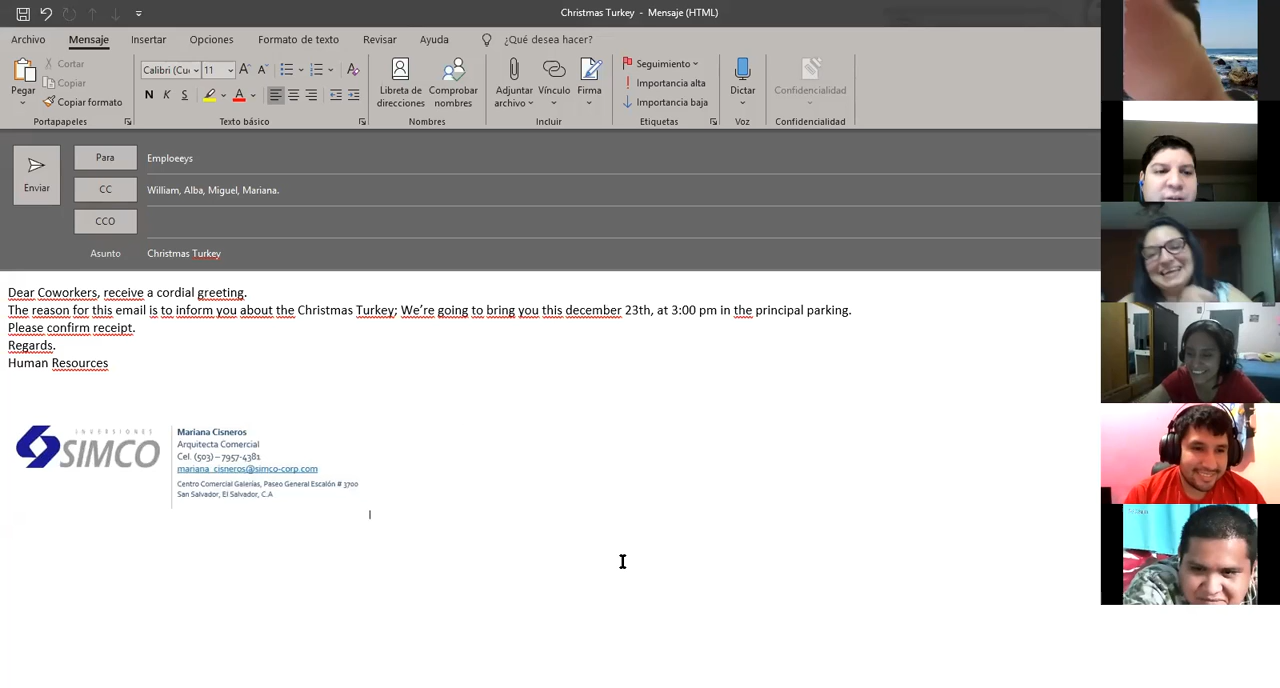 Christmas Turkey - Mensaje (HTML)
Archivo Mensaje Insertar Opciones Formato de texto Revisar Ayuda ¿Qué desea hacer?
Pegar
Cortar
Copiar
Copiar formato
Portapapeles
Calibri (Cu 11
N K S
Texto básico
Libreta de direcciones
Comprobar nombres
Nombres
Adjuntar archivo
Vínculo
Firma
Incluir
Seguimiento
Importancia alta
Importancia baja
Etiquetas
Dictar
Voz
Confidencialidad
Confidencialidad
Enviar
Para Emploeeys
CC William, Alba, Miguel, Mariana.
CCO
Asunto Christmas Turkey
Dear Coworkers, receive a cordial greeting.
The reason for this email is to inform you about the Christmas Turkey; We're going to bring you this december 23th, at 3:00 pm in the principal parking.
Please confirm receipt.
Regards.
Human Resources
INVERSIONES
SIMCO
Mariana Cisneros
Arquitecta Comercial
Cel. (503) – 7957-4381
mariana_cisneros@simco-corp.com
Centro Comercial Galerías, Paseo General Escalón # 3700
San Salvador, El Salvador, C.A